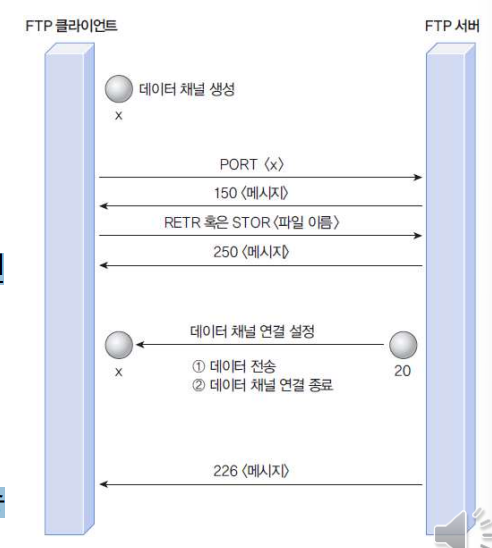 FTP 클라이언트
FTP 서버
데이터 채널 생성
x
PORT 〈x〉
150 〈메시지〉
RETR 혹은 STOR 〈파일 이름〉
250 〈메시지〉
데이터 채널 연결 설정
x
① 데이터 전송
② 데이터 채널 연결 종료
20
226 〈메시지〉